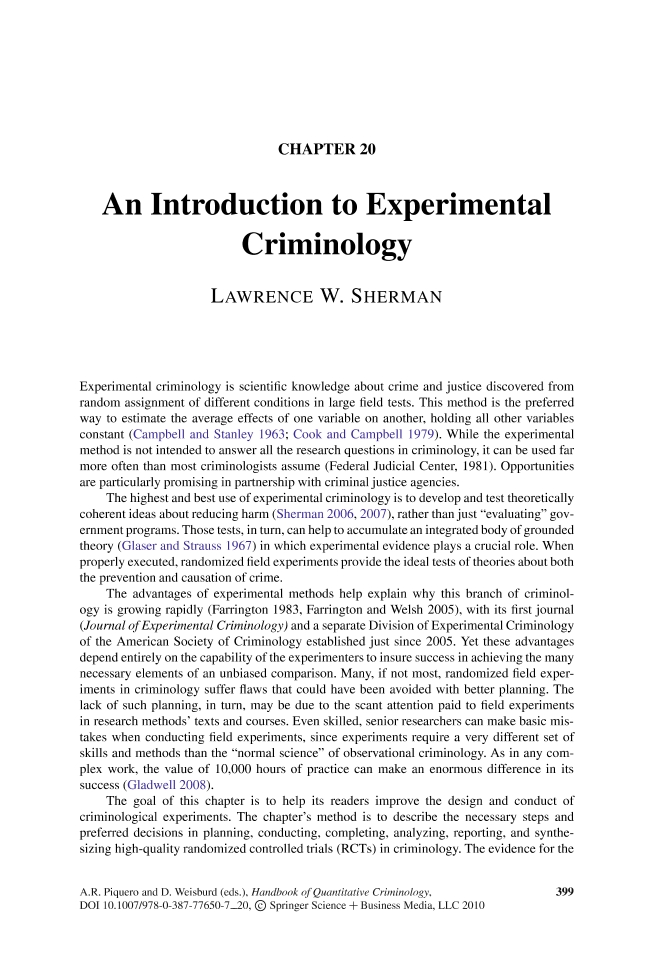 CHAPTER 20
An Introduction to Experimental
Criminology
LAWRENCE W. SHERMAN
Experimental criminology is scientific knowledge about crime and justice discovered from
random assignment of different conditions in large field tests. This method is the preferred
way to estimate the average effects of one variable on another, holding all other variables
constant (Campbell and Stanley 1963; Cook and Campbell 1979). While the experimental
method is not intended to answer all the research questions in criminology, it can be used far
more often than most criminologists assume (Federal Judicial Center, 1981). Opportunities
are particularly promising in partnership with criminal justice agencies.
The highest and best use of experimental criminology is to develop and test theoretically
coherent ideas about reducing harm (Sherman 2006, 2007), rather than just “evaluating” gov-
ernment programs. Those tests, in turn, can help to accumulate an integrated body of grounded
theory (Glaser and Strauss 1967) in which experimental evidence plays a crucial role. When
properly executed, randomized field experiments provide the ideal tests of theories about both
the prevention and causation of crime.
The advantages of experimental methods help explain why this branch of criminol-
ogy is growing rapidly (Farrington 1983, Farrington and Welsh 2005), with its first journal
(Journal of Experimental Criminology) and a separate Division of Experimental Criminology
of the American Society of Criminology established just since 2005. Yet these advantages
depend entirely on the capability of the experimenters to insure success in achieving the many
necessary elements of an unbiased comparison. Many, if not most, randomized field exper-
iments in criminology suffer flaws that could have been avoided with better planning. The
lack of such planning, in turn, may be due to the scant attention paid to field experiments
in research methods’ texts and courses. Even skilled, senior researchers can make basic mis-
takes when conducting field experiments, since experiments require a very different set of
skills and methods than the “normal science” of observational criminology. As in any com-
plex work, the value of 10,000 hours of practice can make an enormous difference in its
success (Gladwell 2008).
The goal of this chapter is to help its readers improve the design and conduct of
criminological experiments. The chapter’s method is to describe the necessary steps and
preferred decisions in planning, conducting, completing, analyzing, reporting, and synthe-
sizing high-quality randomized controlled trials (RCTs) in criminology. The evidence for the
A.R. Piquero and D. Weisburd (eds.), Handbook of Quantitative Criminology, 399
DOI 10.1007/978-0-387-77650-7_20, © Springer Science + Business Media, LLC 2010